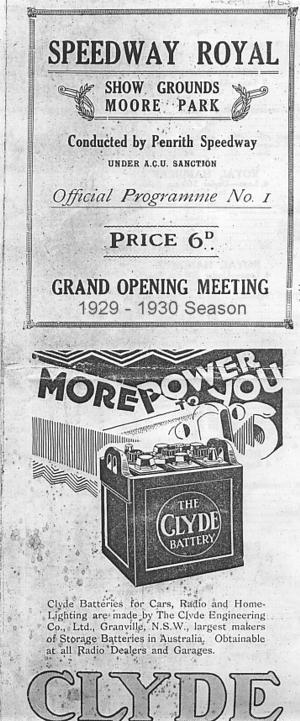 SPEEDWAY ROYAL
SHOW GROUNDS
MOORE PARK
Conducted by Penrith Speedway
UNDER A.C.U. SANCTION
Official Programme No. 1
PRICE 6D.
GRAND OPENING MEETING
1929 - 1930 Season
MORE POWER TO YOU
THE
CLYDE
BATTERY
Clyde Batteries for Cars, Radio and Home-
Lighting are made by The Clyde Engineering
Co., Ltd., Granville, N.S.W., largest makers
of Storage Batteries in Australia. Obtainable
at all Radio Dealers and Garages.
CLYDE